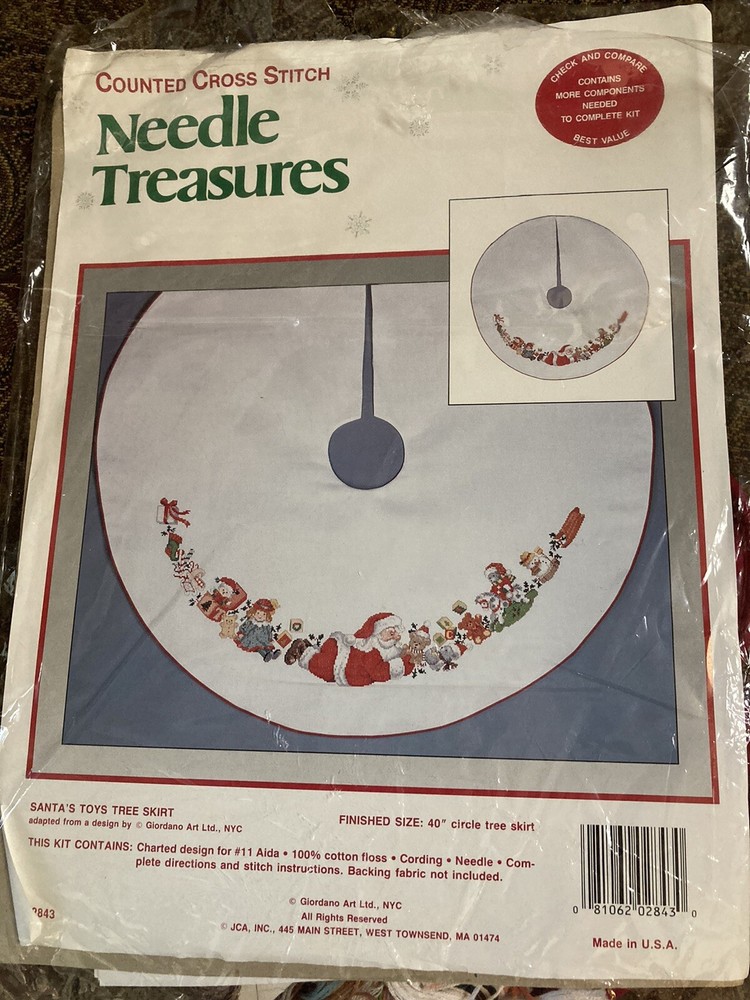 COUNTED CROSS STITCH
Needle
Treasures
CHECK AND COMPARE
CONTAINS
MORE COMPONENTS
NEEDED
TO COMPLETE KIT
BEST VALUE
SANTA'S TOYS TREE SKIRT
adapted from a design by © Giordano Art Ltd., NYC
FINISHED SIZE: 40" circle tree skirt
THIS KIT CONTAINS: Charted design for #11 Aida • 100% cotton floss • Cording • Needle • Com-
plete directions and stitch instructions. Backing fabric not included.
© Giordano Art Ltd., NYC
All Rights Reserved
© JCA, INC., 445 MAIN STREET, WEST TOWNSEND, MA 01474
2843
0 81062 02843 0
Made in U.S.A.